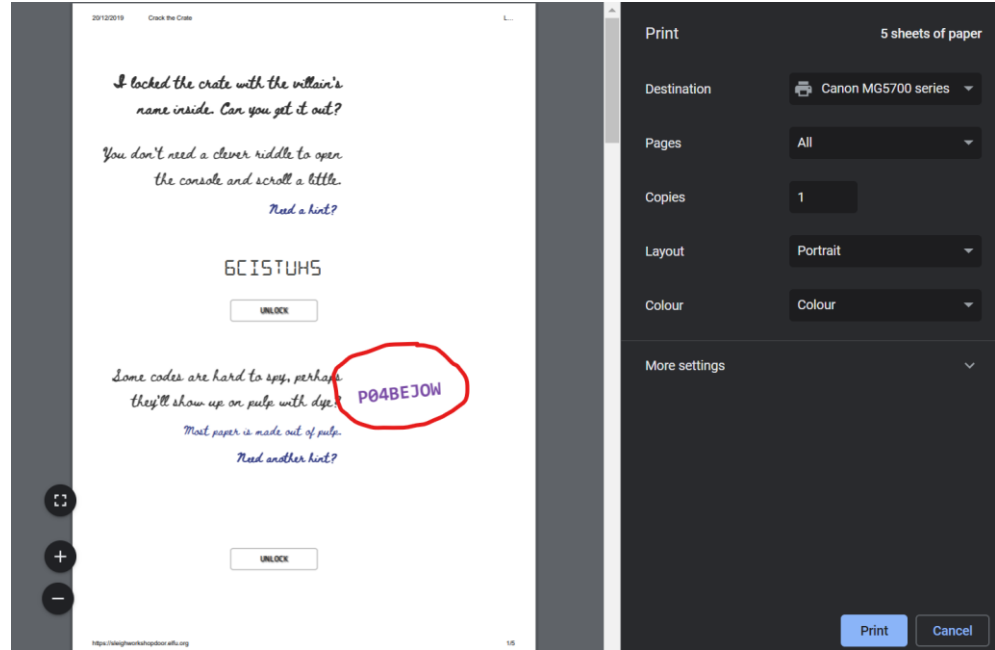 20/12/2019 Crack the Crate L...
I locked the crate with the villain's
name inside. Can you get it out?
You don't need a clever riddle to open
the console and scroll a little.
Need a hint?
6CISTUHS
UNLOCK
Some codes are hard to spy, perhaps
they'll show up on pulp with dye?
P04BEJOW
Most paper is made out of pulp.
Need another hint?
UNLOCK
https://sleighworkshopdoor.elfu.org 1/5
Print 5 sheets of paper
Destination Canon MG5700 series
Pages All
Copies 1
Layout Portrait
Colour Colour
More settings
Print Cancel